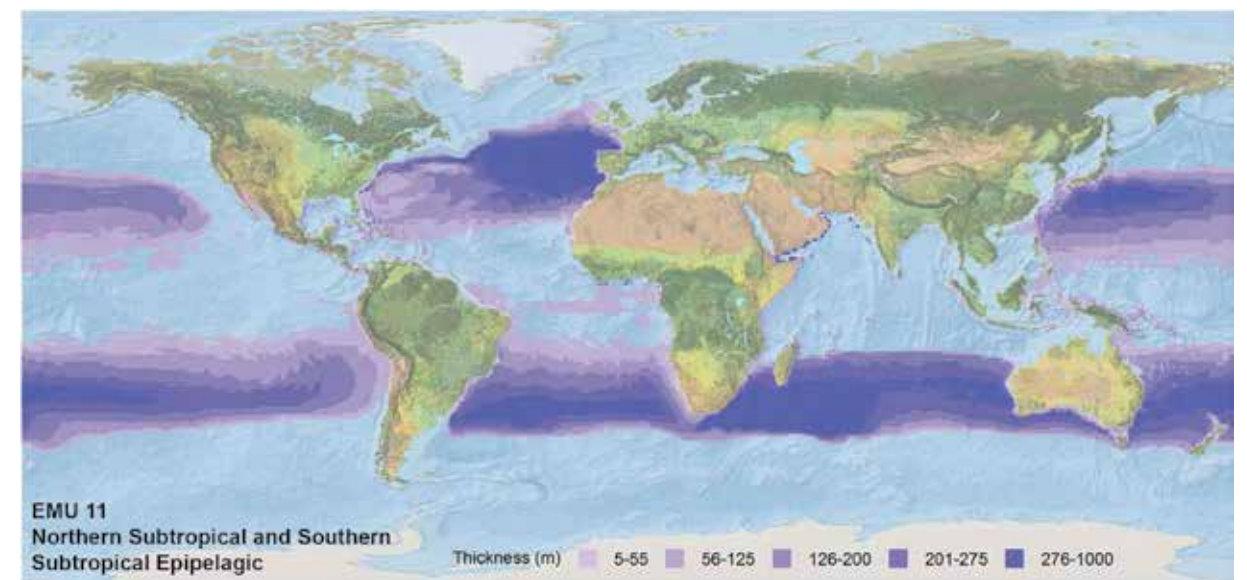 EMU 11
Northern Subtropical and Southern
Subtropical Epipelagic
Thickness (m) 5-55 56-125 126-200 201-275 276-1000